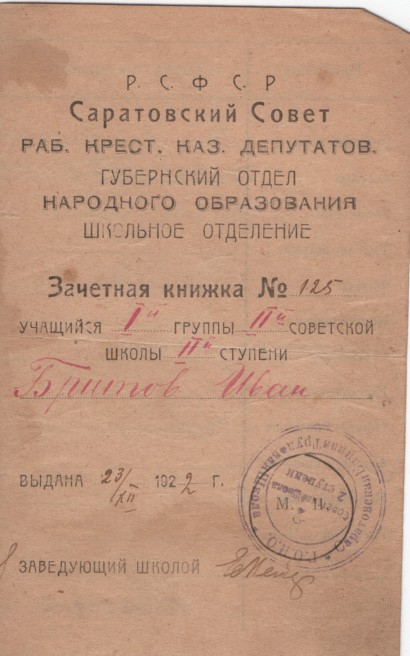 Р. С. Ф. С. Р
Саратовский Совет
РАБ. КРЕСТ. КАЗ. ДЕПУТАТОВ.
ГУБЕРНСКИЙ ОТДЕЛ
НАРОДНОГО ОБРАЗОВАНИЯ
ШКОЛЬНОЕ ОТДЕЛЕНИЕ
Зачетная книжка № 125
УЧАЩИЙСЯ Iй ГРУППЫ IIй СОВЕТСКОЙ
ШКОЛЫ IIй СТУПЕНИ
Иван
ВЫДАНА 23/XII 1922 Г.
ЗАВЕДУЮЩИЙ ШКОЛОЙ